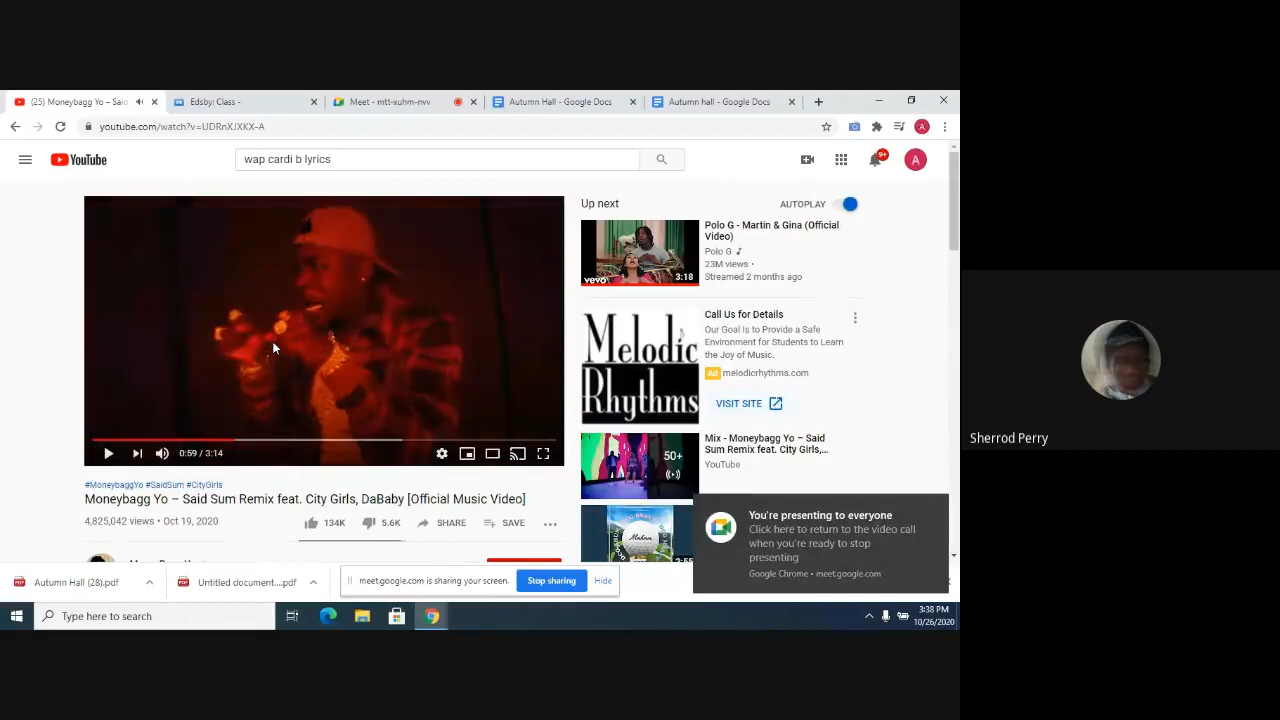 (25) Moneybagg Yo – Said
Edsby: Class -
Meet - mtt-xuhm-nvv
Autumn Hall - Google Docs
Autumn hall - Google Docs
youtube.com/watch?v=UDRnXJXKX-A
A
YouTube
wap cardi b lyrics
9+
A
Up next
AUTOPLAY
Polo G - Martin & Gina (Official
Video)
Polo G
23M views •
Streamed 2 months ago
vevo
3:18
Call Us for Details
Our Goal Is to Provide a Safe
Environment for Students to Learn
the Joy of Music.
Ad melodicrhythms.com
VISIT SITE
Melodic
Rhythms
Mix - Moneybagg Yo – Said
Sum Remix feat. City Girls,...
YouTube
50+
0:59 / 3:14
#MoneybaggYo #SaidSum #CityGirls
Moneybagg Yo – Said Sum Remix feat. City Girls, DaBaby [Official Music Video]
4,825,042 views • Oct 19, 2020
134K
5.6K
SHARE
SAVE
You're presenting to everyone
Click here to return to the video call
when you're ready to stop
presenting
Google Chrome • meet.google.com
Autumn Hall (28).pdf
Untitled document....pdf
meet.google.com is sharing your screen.
Stop sharing
Hide
Type here to search
3:38 PM
10/26/2020
Sherrod Perry